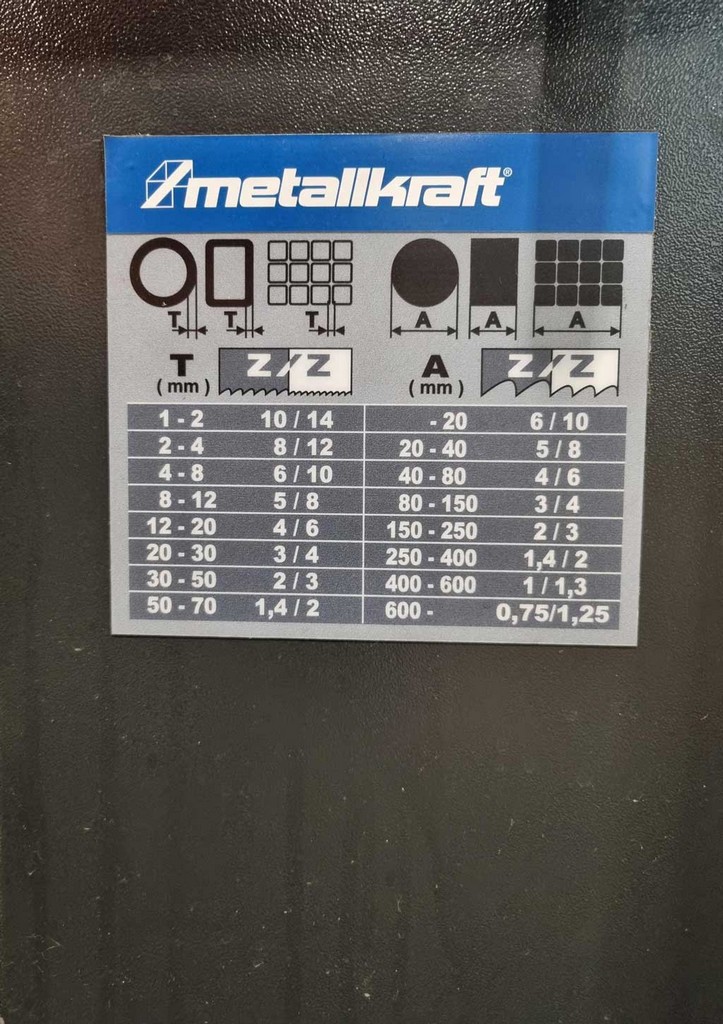 metallkraft®
T T T A A A
T Z/Z A Z/Z
(mm) (mm)
1 - 2 10 / 14 - 20 6 / 10
2 - 4 8 / 12 20 - 40 5 / 8
4 - 8 6 / 10 40 - 80 4 / 6
8 - 12 5 / 8 80 - 150 3 / 4
12 - 20 4 / 6 150 - 250 2 / 3
20 - 30 3 / 4 250 - 400 1,4 / 2
30 - 50 2 / 3 400 - 600 1 / 1,3
50 - 70 1,4 / 2 600 - 0,75/1,25